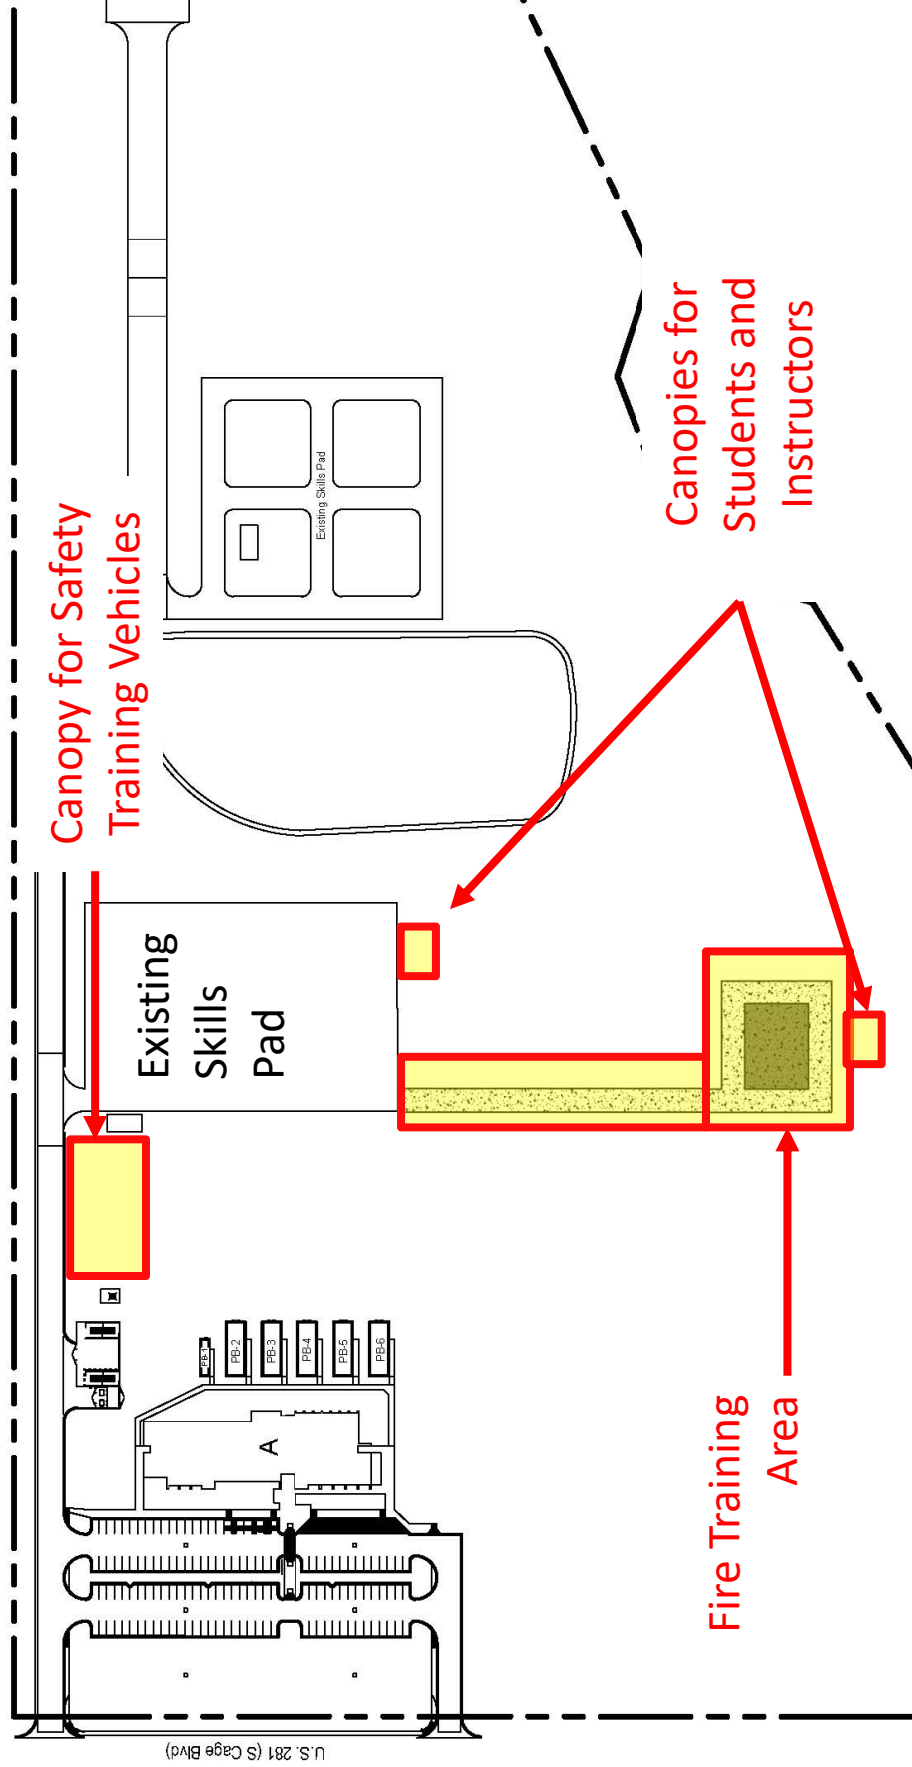 Canopy for Safety
Training Vehicles
Existing
Skills
Pad
Existing Skills Pad
Canopies for
Students and
Instructors
Fire Training
Area
PB-1
PB-2
PB-3
PB-4
PB-5
PB-6
A
U.S. 281 (S Cage Blvd)